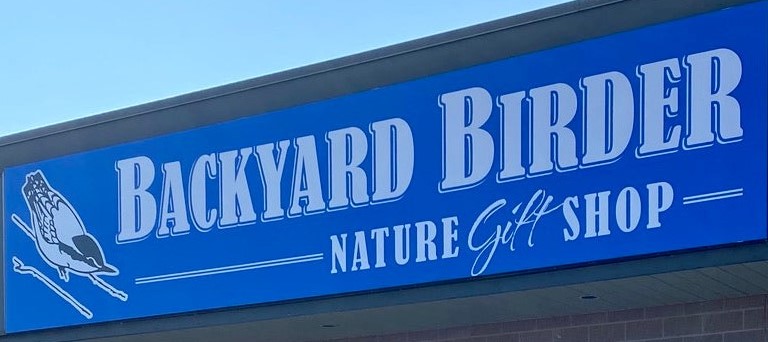 BACKYARD BIRDER
NATURE Gift SHOP